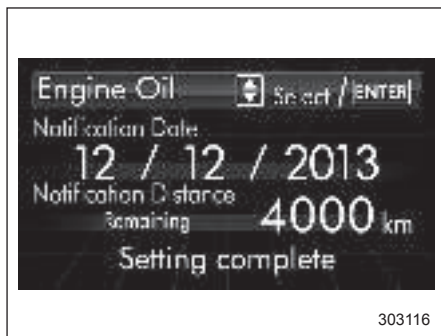 Engine Oil Select / ENTER
Notification Date
12 / 12 / 2013
Notification Distance
Remaining 4000 km
Setting complete
303116